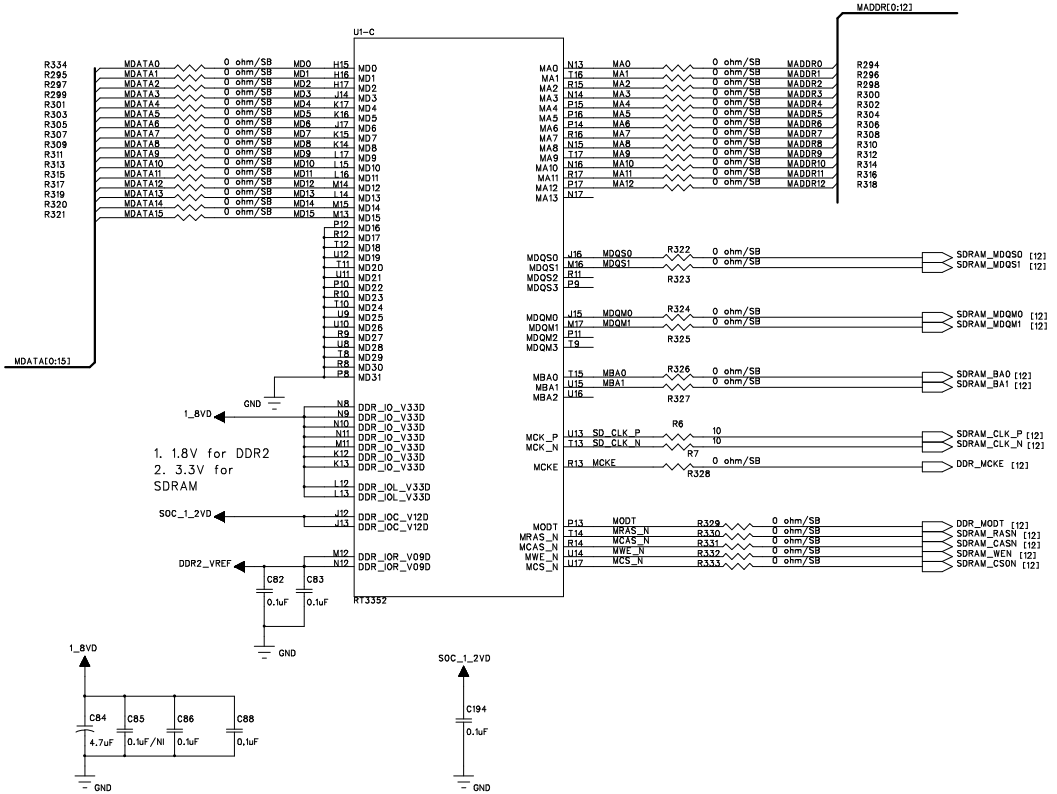 MADDR[0:12]
U1-C
R334 MDATA0 0 ohm/SB MD0 H15 MD0
R295 MDATA1 0 ohm/SB MD1 H16 MD1
R297 MDATA2 0 ohm/SB MD2 H17 MD2
R299 MDATA3 0 ohm/SB MD3 J14 MD3
R301 MDATA4 0 ohm/SB MD4 K17 MD4
R303 MDATA5 0 ohm/SB MD5 K16 MD5
R305 MDATA6 0 ohm/SB MD6 J17 MD6
R307 MDATA7 0 ohm/SB MD7 K15 MD7
R309 MDATA8 0 ohm/SB MD8 K14 MD8
R311 MDATA9 0 ohm/SB MD9 L17 MD9
R313 MDATA10 0 ohm/SB MD10 L15 MD10
R315 MDATA11 0 ohm/SB MD11 L16 MD11
R317 MDATA12 0 ohm/SB MD12 M14 MD12
R319 MDATA13 0 ohm/SB MD13 L14 MD13
R320 MDATA14 0 ohm/SB MD14 M15 MD14
R321 MDATA15 0 ohm/SB MD15 M13 MD15
P12 MD16
R12 MD17
T12 MD18
U12 MD19
T11 MD20
U11 MD21
P10 MD22
R10 MD23
T10 MD24
U9 MD25
U10 MD26
R9 MD27
U8 MD28
T8 MD29
R8 MD30
P8 MD31
MDATA[0:15]
GND
1_8VD
N8 DDR_IO_V33D
N9 DDR_IO_V33D
N10 DDR_IO_V33D
N11 DDR_IO_V33D
M11 DDR_IO_V33D
K12 DDR_IO_V33D
K13 DDR_IO_V33D
L12 DDR_IOL_V33D
L13 DDR_IOL_V33D
1. 1.8V for DDR2
2. 3.3V for
SDRAM
SOC_1_2VD
J12 DDR_IOC_V12D
J13 DDR_IOC_V12D
DDR2_VREF
M12 DDR_IOR_V09D
N12 DDR_IOR_V09D
C82 0.1uF
C83 0.1uF
GND
RT3352
MA0 N13 MA0 0 ohm/SB MADDR0 R294
MA1 T16 MA1 0 ohm/SB MADDR1 R296
MA2 R15 MA2 0 ohm/SB MADDR2 R298
MA3 N14 MA3 0 ohm/SB MADDR3 R300
MA4 P15 MA4 0 ohm/SB MADDR4 R302
MA5 P16 MA5 0 ohm/SB MADDR5 R304
MA6 P14 MA6 0 ohm/SB MADDR6 R306
MA7 R16 MA7 0 ohm/SB MADDR7 R308
MA8 N15 MA8 0 ohm/SB MADDR8 R310
MA9 T17 MA9 0 ohm/SB MADDR9 R312
MA10 N16 MA10 0 ohm/SB MADDR10 R314
MA11 R17 MA11 0 ohm/SB MADDR11 R316
MA12 P17 MA12 0 ohm/SB MADDR12 R318
MA13 N17
MDQS0 J16 MDQS0 R322 0 ohm/SB SDRAM_MDQS0 [12]
MDQS1 M16 MDQS1 R323 0 ohm/SB SDRAM_MDQS1 [12]
MDQS2 R11
MDQS3 P9
MDQM0 J15 MDQM0 R324 0 ohm/SB SDRAM_MDQM0 [12]
MDQM1 M17 MDQM1 R325 0 ohm/SB SDRAM_MDQM1 [12]
MDQM2 P11
MDQM3 T9
MBA0 T15 MBA0 R326 0 ohm/SB SDRAM_BA0 [12]
MBA1 U15 MBA1 R327 0 ohm/SB SDRAM_BA1 [12]
MBA2 U16
MCK_P U13 SD_CLK_P R6 10 SDRAM_CLK_P [12]
MCK_N T13 SD_CLK_N R7 10 SDRAM_CLK_N [12]
MCKE R13 MCKE R328 0 ohm/SB DDR_MCKE [12]
MODT P13 MODT R329 0 ohm/SB DDR_MODT [12]
MRAS_N T14 MRAS_N R330 0 ohm/SB SDRAM_RASN [12]
MCAS_N R14 MCAS_N R331 0 ohm/SB SDRAM_CASN [12]
MWE_N U14 MWE_N R332 0 ohm/SB SDRAM_WEN [12]
MCS_N U17 MCS_N R333 0 ohm/SB SDRAM_CS0N [12]
1_8VD
C84 4.7uF
C85 0.1uF/NI
C86 0.1uF
C88 0.1uF
GND
SOC_1_2VD
C194
0.1uF
GND